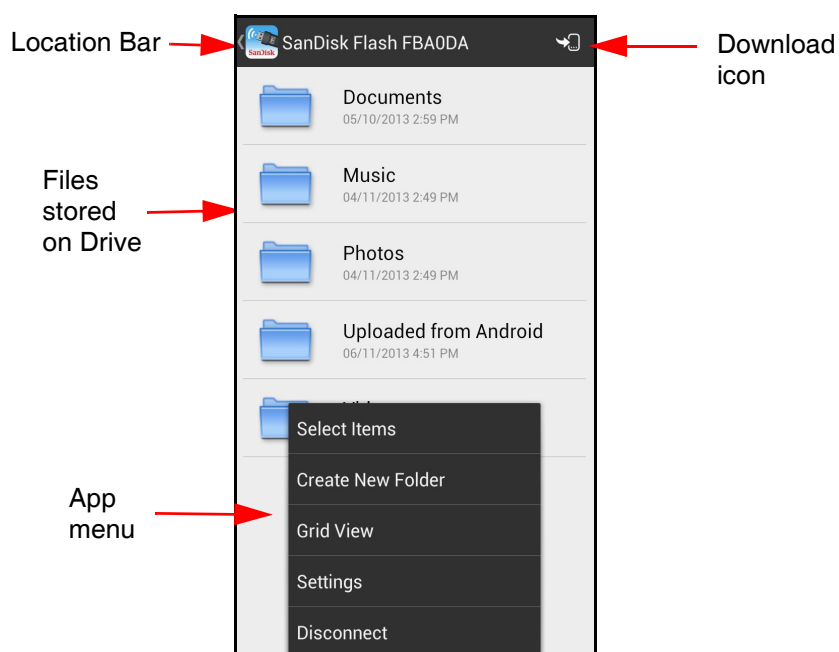 Location Bar
SanDisk
SanDisk Flash FBA0DA
Download
icon
Documents
05/10/2013 2:59 PM
Files
stored
on Drive
Music
04/11/2013 2:49 PM
Photos
04/11/2013 2:49 PM
Uploaded from Android
06/11/2013 4:51 PM
App
menu
Select Items
Create New Folder
Grid View
Settings
Disconnect